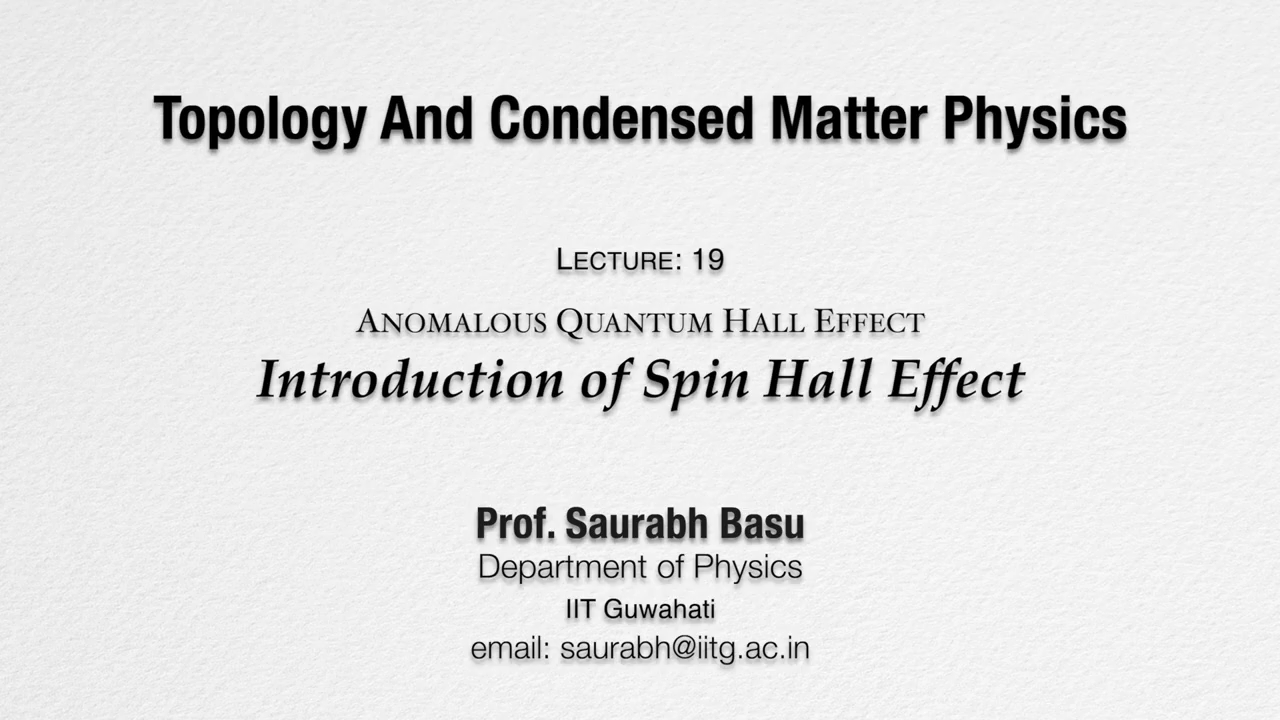 Topology And Condensed Matter Physics
LECTURE: 19
ANOMALOUS QUANTUM HALL EFFECT
Introduction of Spin Hall Effect
Prof. Saurabh Basu
Department of Physics
IIT Guwahati
email: saurabh@iitg.ac.in